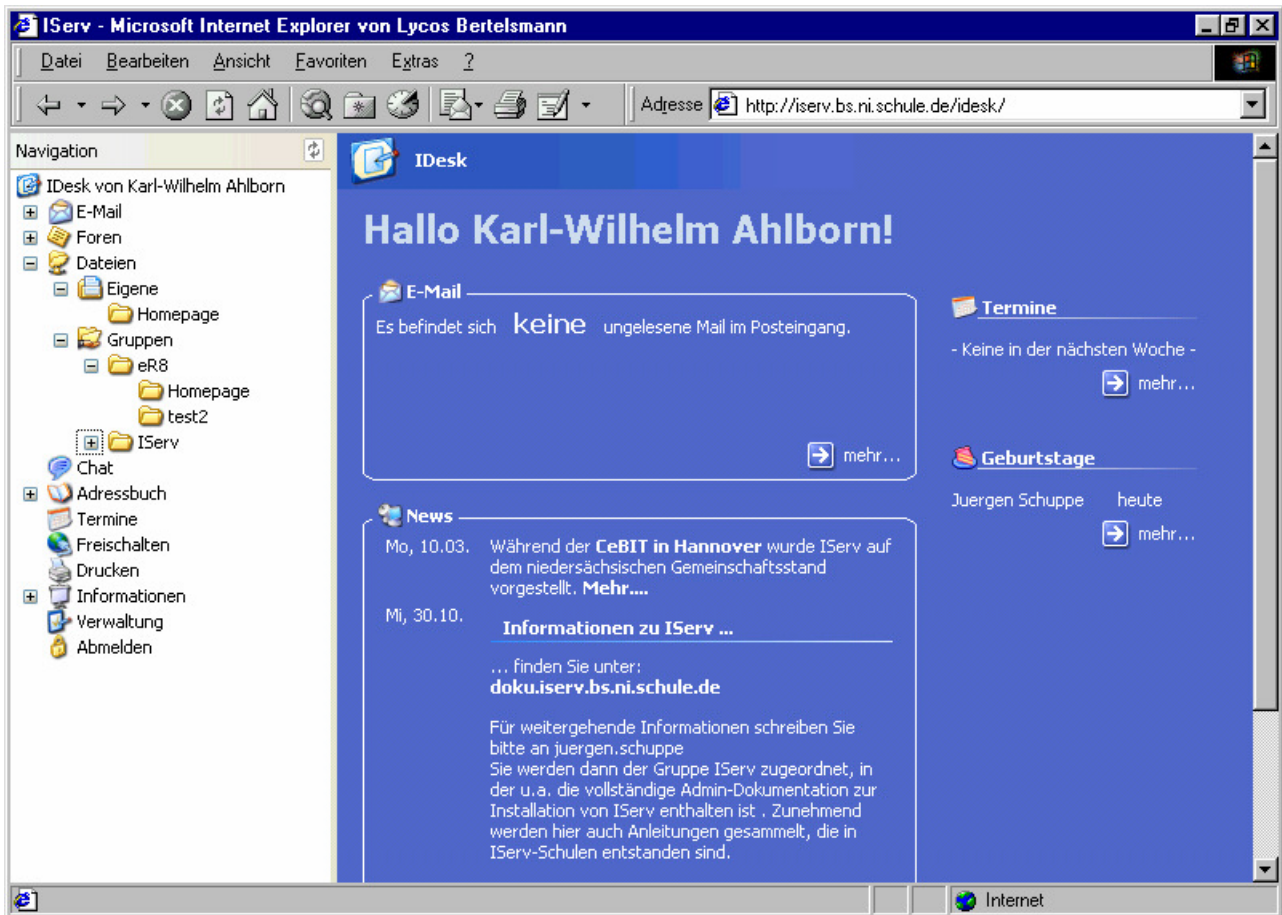 IServ - Microsoft Internet Explorer von Lycos Bertelsmann
Datei Bearbeiten Ansicht Favoriten Extras ?
Adresse http://iserv.bs.ni.schule.de/idesk/
Navigation
IDesk von Karl-Wilhelm Ahlborn
E-Mail
Foren
Dateien
Eigene
Homepage
Gruppen
eR8
Homepage
test2
IServ
Chat
Adressbuch
Termine
Freischalten
Drucken
Informationen
Verwaltung
Abmelden
IDesk
Hallo Karl-Wilhelm Ahlborn!
E-Mail
Es befindet sich keine ungelesene Mail im Posteingang.
mehr...
News
Mo, 10.03. Während der CeBIT in Hannover wurde IServ auf
dem niedersächsischen Gemeinschaftsstand
vorgestellt. Mehr....
Mi, 30.10.
Informationen zu IServ ...
... finden Sie unter:
doku.iserv.bs.ni.schule.de
Für weitergehende Informationen schreiben Sie
bitte an juergen.schuppe
Sie werden dann der Gruppe IServ zugeordnet, in
der u.a. die vollständige Admin-Dokumentation zur
Installation von IServ enthalten ist . Zunehmend
werden hier auch Anleitungen gesammelt, die in
IServ-Schulen entstanden sind.
Termine
- Keine in der nächsten Woche -
mehr...
Geburtstage
Juergen Schuppe heute
mehr...
Internet